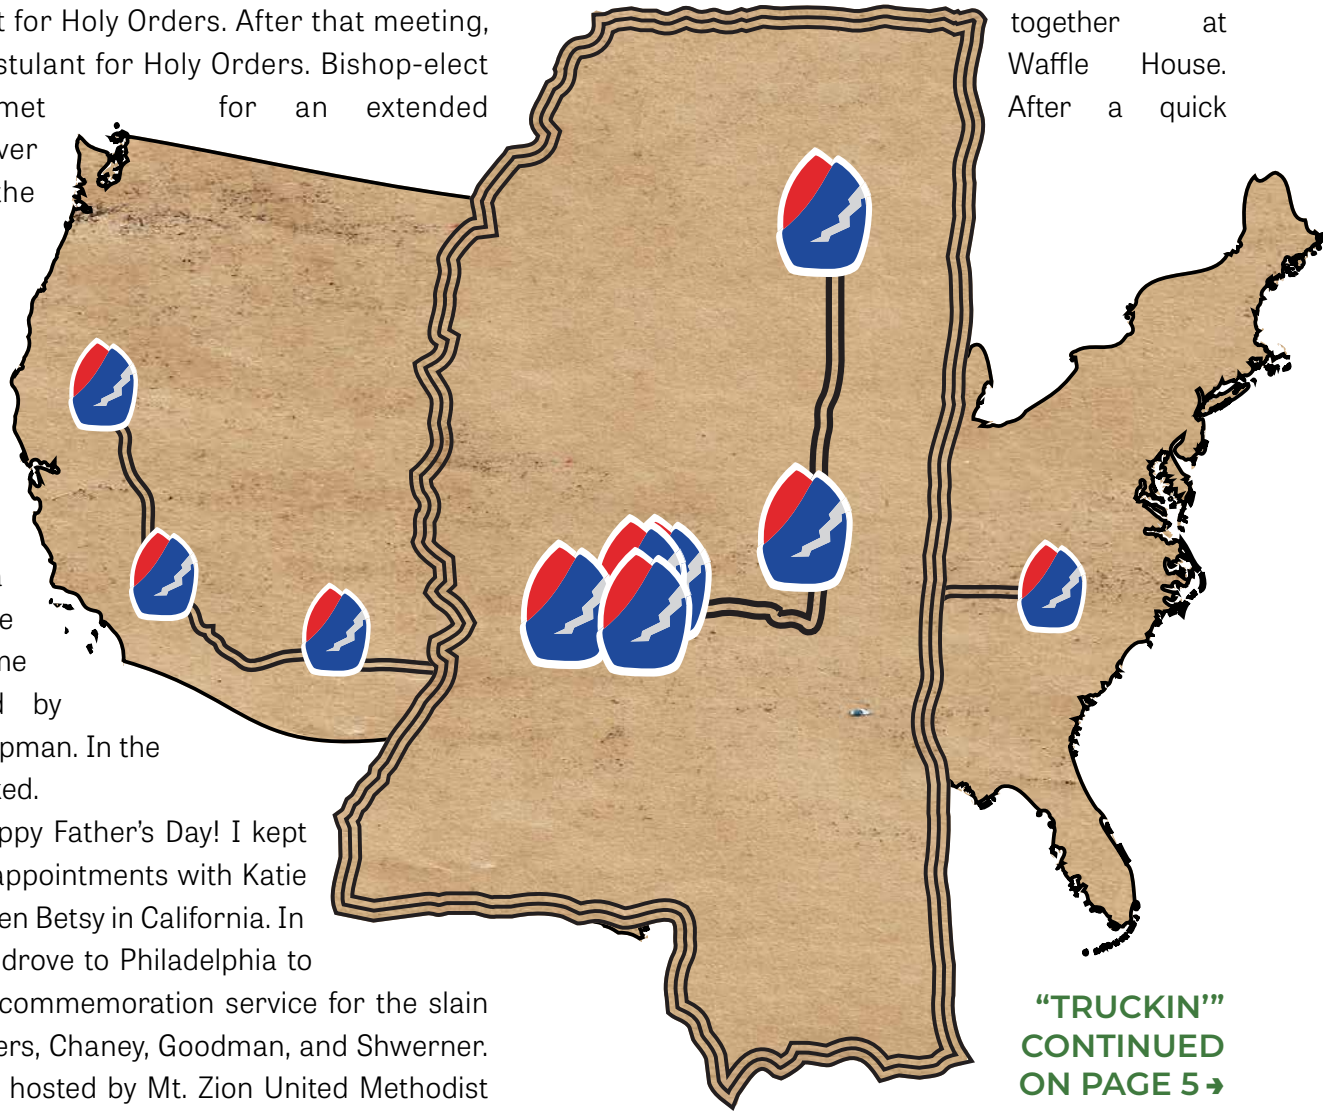 t for Holy Orders. After that meeting,
stulant for Holy Orders. Bishop-elect
met for an extended
ver
the
e
ne
d by
pman. In the
ked.
ppy Father’s Day! I kept
appointments with Katie
en Betsy in California. In
drove to Philadelphia to
commemoration service for the slain
ers, Chaney, Goodman, and Shwerner.
hosted by Mt. Zion United Methodist
together at
Waffle House.
After a quick
“TRUCKIN’”
CONTINUED
ON PAGE 5 →